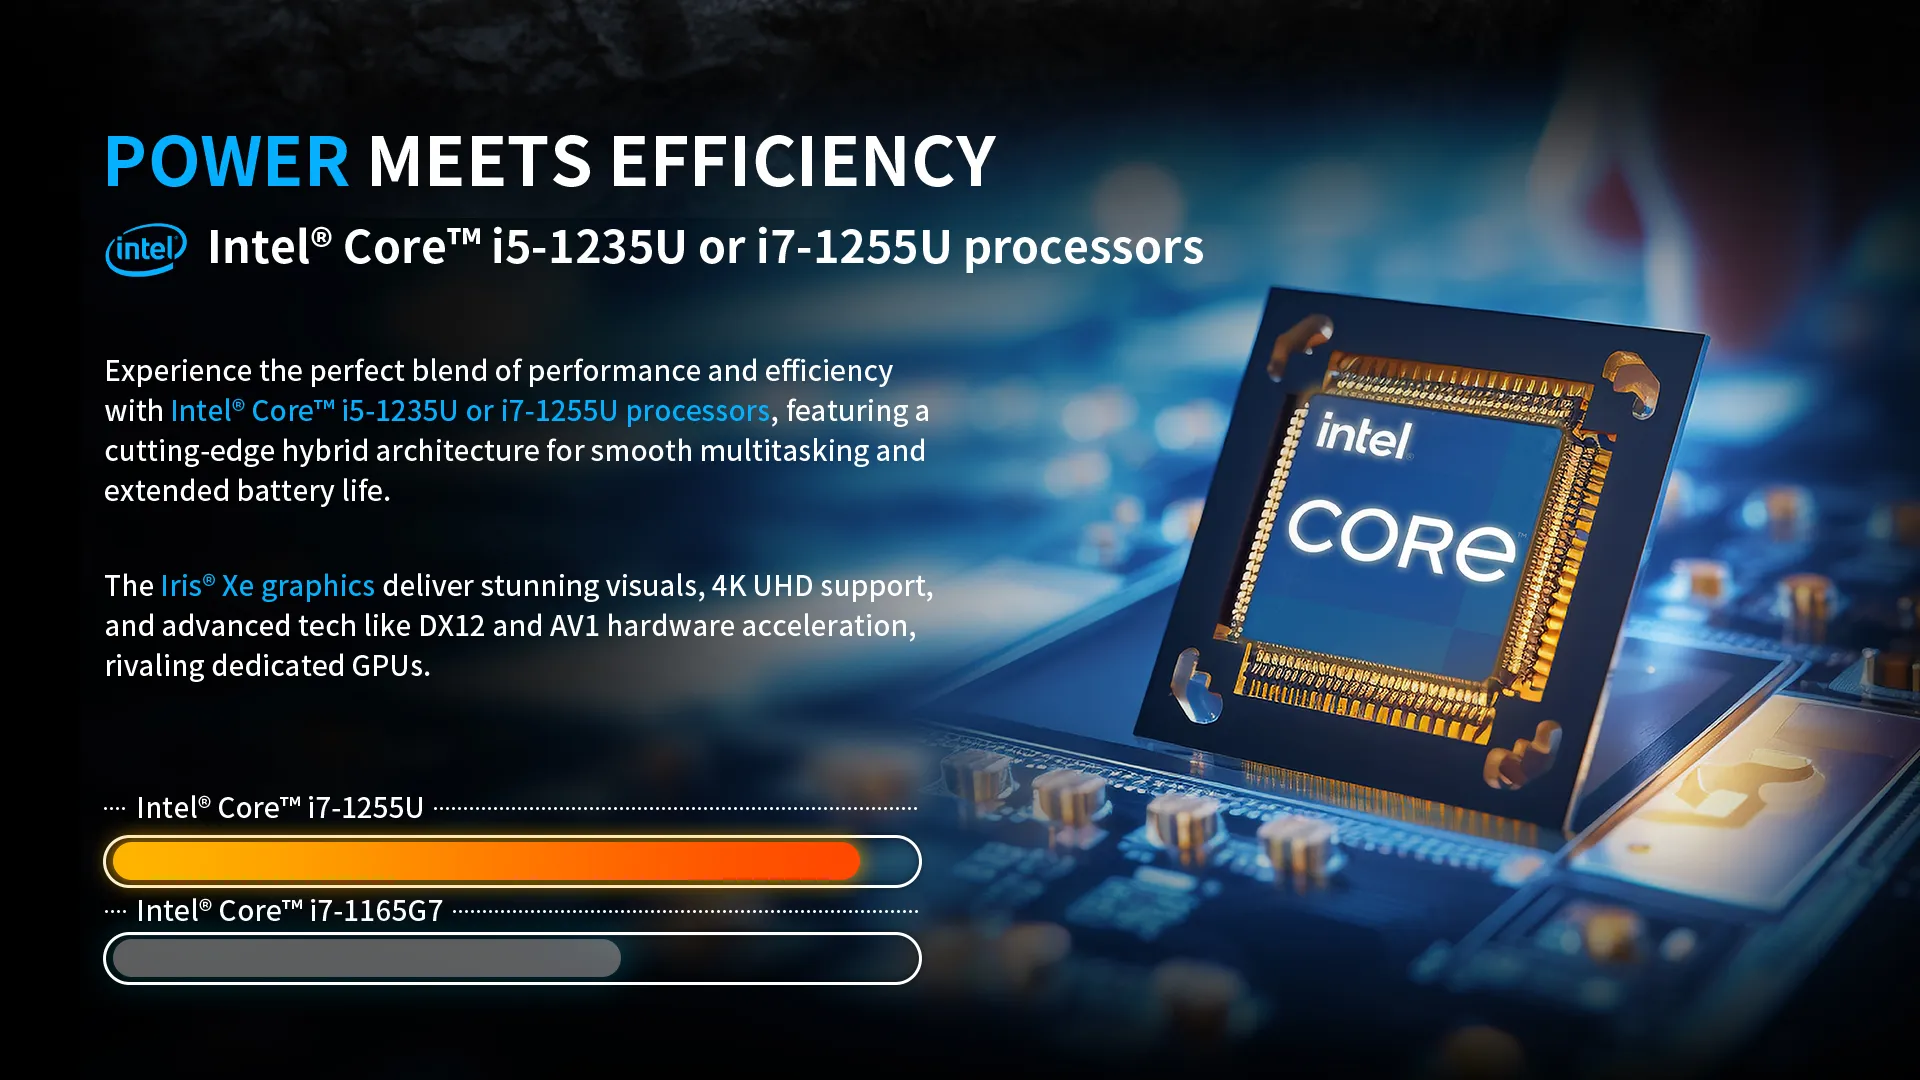 POWER MEETS EFFICIENCY
intel® Intel® Core™ i5-1235U or i7-1255U processors
Experience the perfect blend of performance and efficiency
with Intel® Core™ i5-1235U or i7-1255U processors, featuring a
cutting-edge hybrid architecture for smooth multitasking and
extended battery life.
The Iris® Xe graphics deliver stunning visuals, 4K UHD support,
and advanced tech like DX12 and AV1 hardware acceleration,
rivaling dedicated GPUs.
Intel® Core™ i7-1255U
Intel® Core™ i7-1165G7
intel®
CORe™